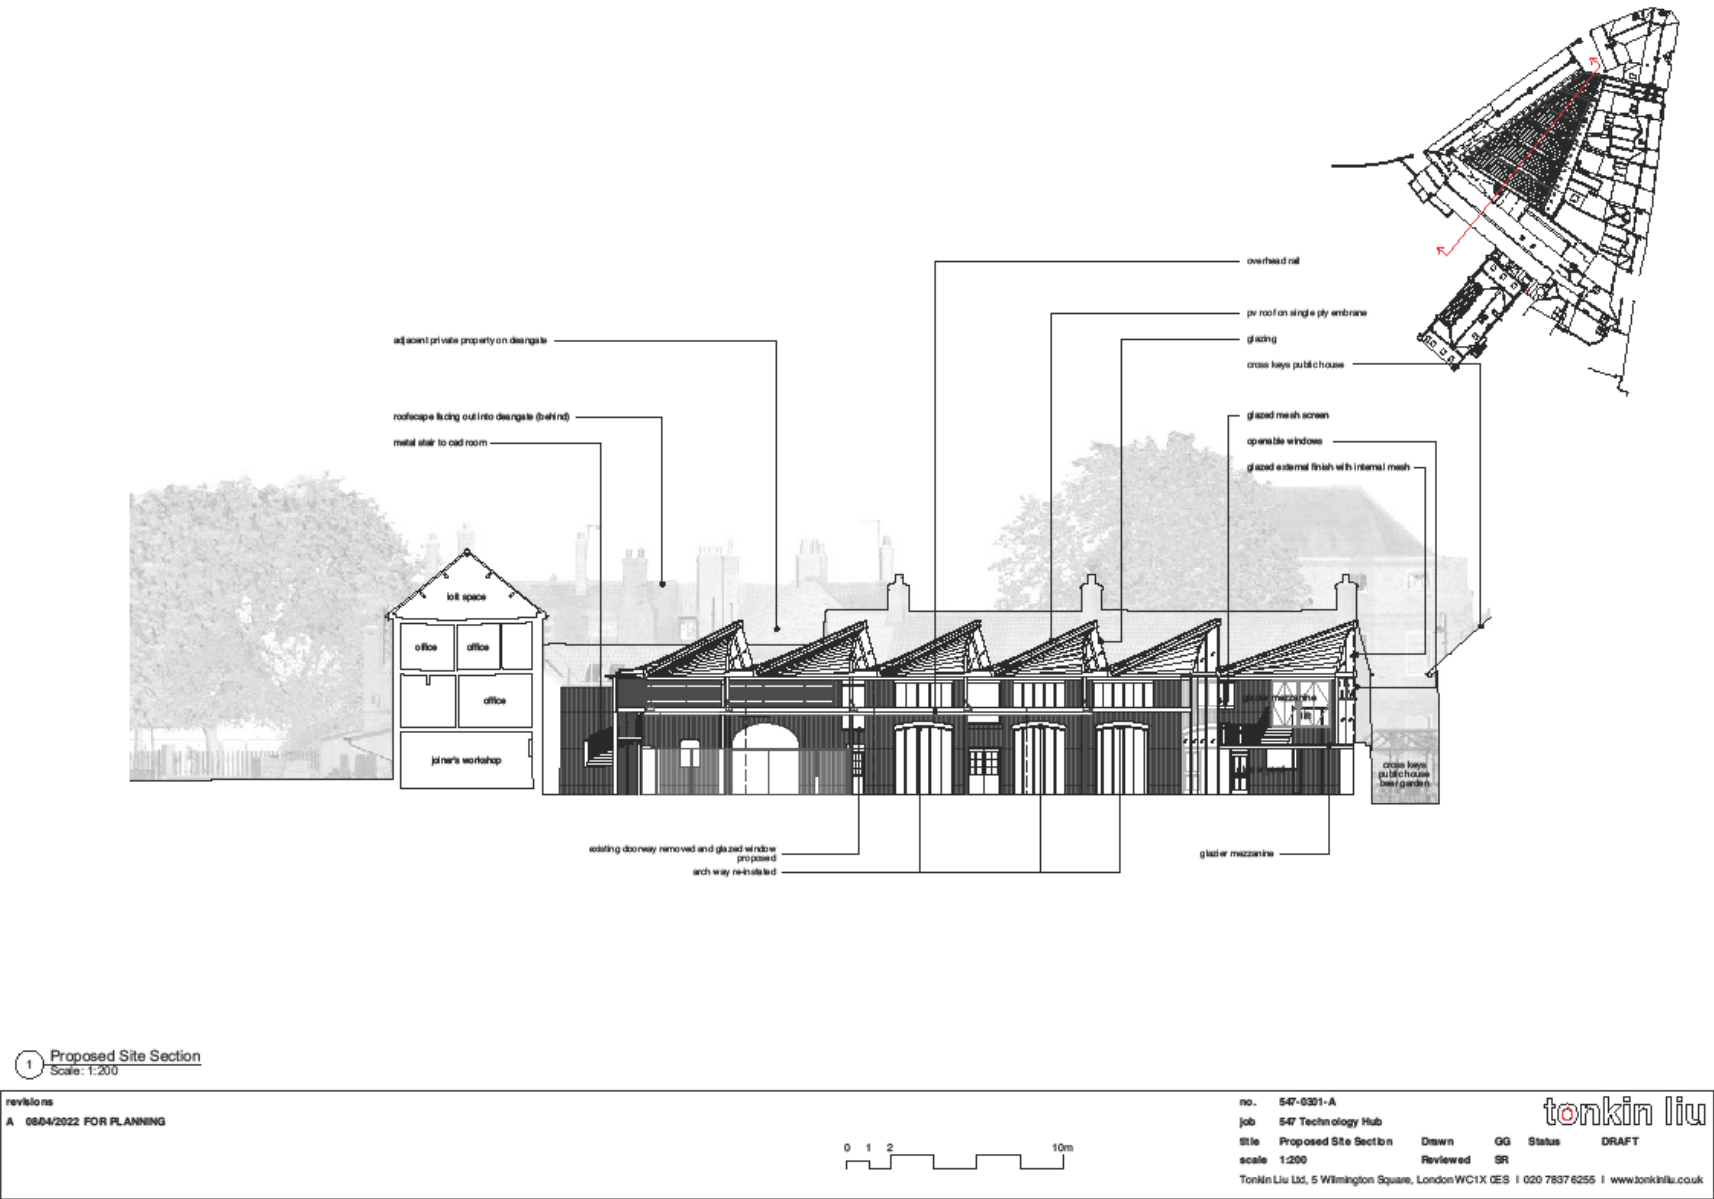 overhead rail
pv roof on single ply embrane
adjacent private property on deangate
glazing
cross keys public house
roofscape facing out into deangate (behind)
glazed mesh screen
metal stair to cad room
openable windows
glazed external finish with internal mesh
loft space
office
office
office
glazier mezzanine
joiner's workshop
cross keys
public house
beer garden
existing doorway removed and glazed window
proposed
glazier mezzanine
arch way re-instated
1
Proposed Site Section
Scale: 1:200
revisions
A 08/04/2022 FOR PLANNING
0 1 2 10m
no. 547-0301-A
job 547 Technology Hub
title Proposed Site Section Drawn GG Status DRAFT
scale 1:200 Reviewed SR
tonkin liu
Tonkin Liu Ltd, 5 Wilmington Square, London WC1X 0ES I 020 7837 6255 I www.tonkinliu.co.uk